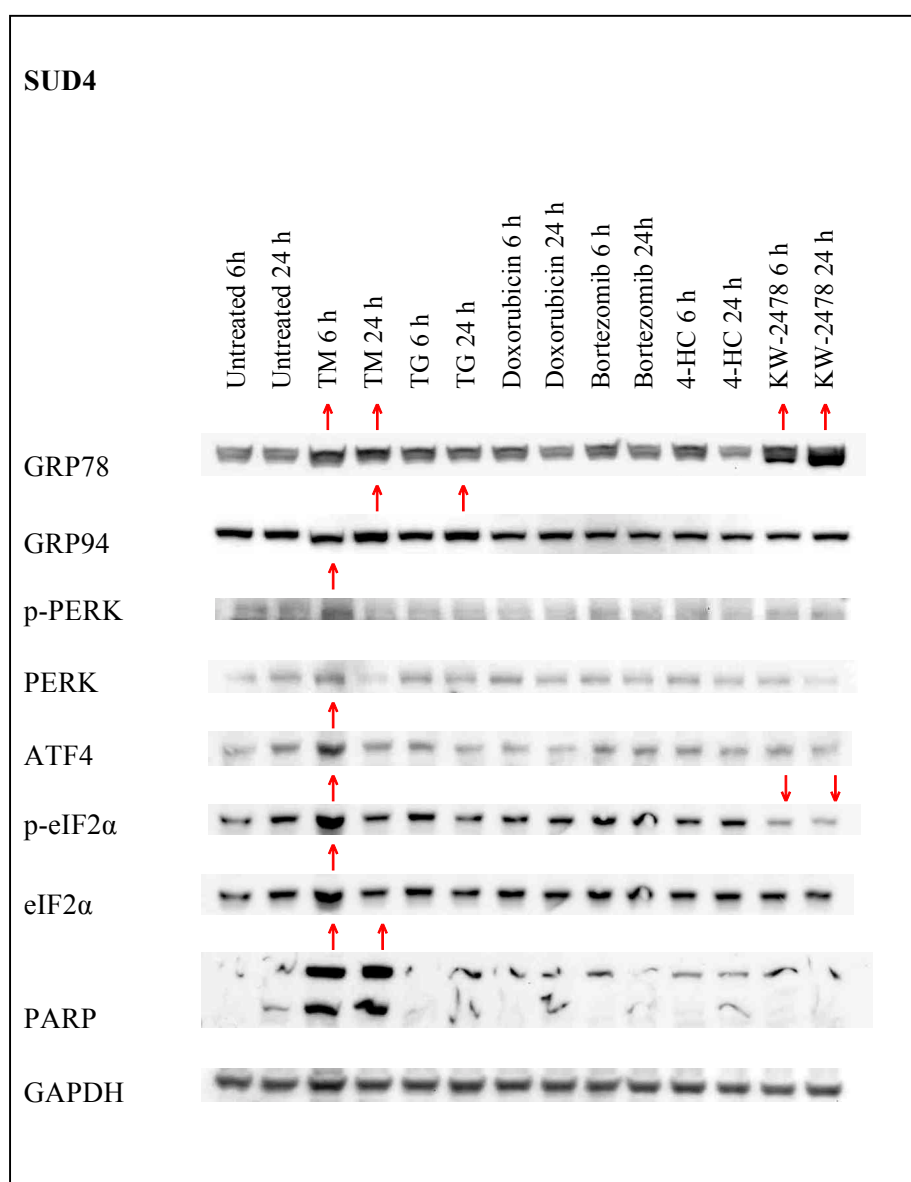 SUD4
Untreated 6h
Untreated 24 h
TM 6 h
TM 24 h
TG 6 h
TG 24 h
Doxorubicin 6 h
Doxorubicin 24 h
Bortezomib 6 h
Bortezomib 24h
4-HC 6 h
4-HC 24 h
KW-2478 6 h
KW-2478 24 h
GRP78
GRP94
p-PERK
PERK
ATF4
p-eIF2α
eIF2α
PARP
GAPDH